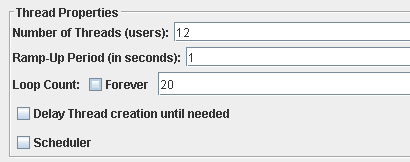 Thread Properties
Number of Threads (users): 12
Ramp-Up Period (in seconds): 1
Loop Count: Forever 20
Delay Thread creation until needed
Scheduler